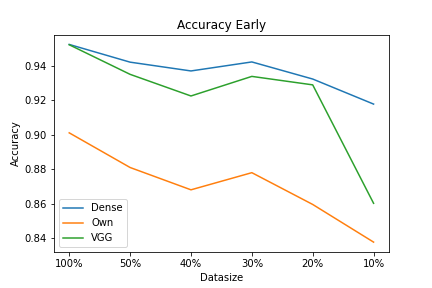 Accuracy Early
Accuracy
0.94
0.92
0.90
0.88
0.86
0.84
Dense
Own
VGG
100% 50% 40% 30% 20% 10%
Datasize